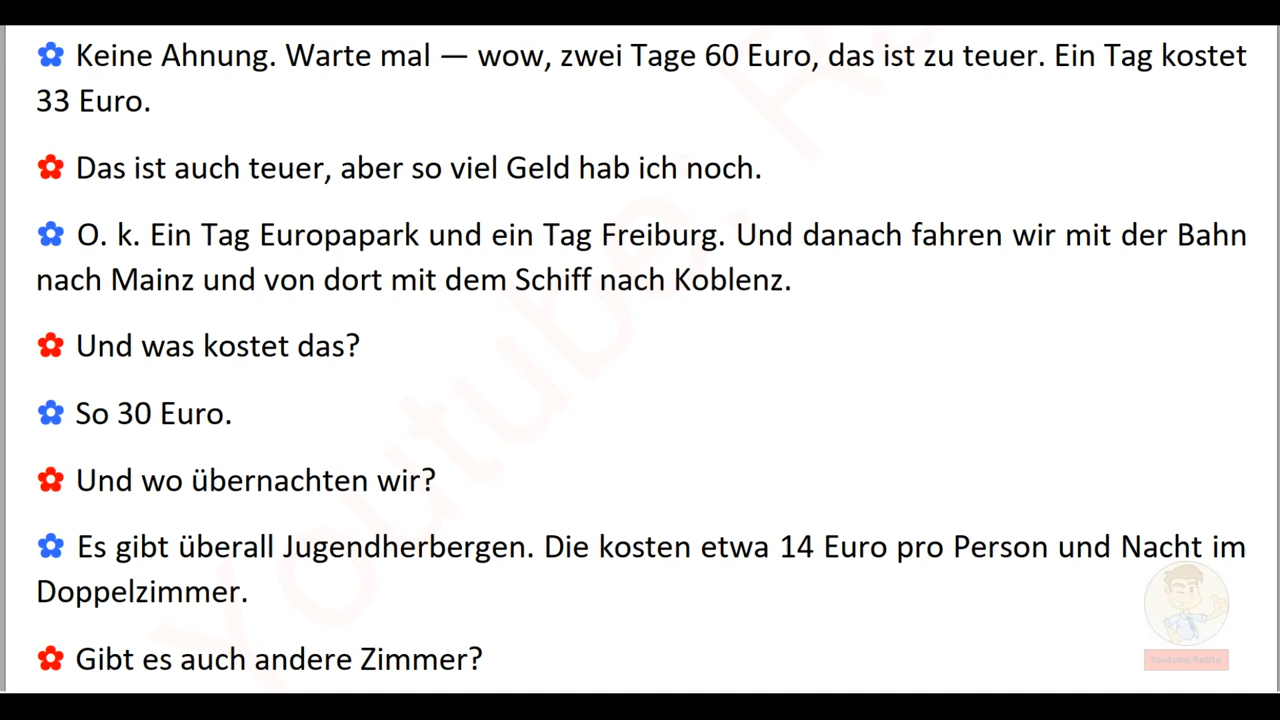 Keine Ahnung. Warte mal — wow, zwei Tage 60 Euro, das ist zu teuer. Ein Tag kostet
33 Euro.
Das ist auch teuer, aber so viel Geld hab ich noch.
O. k. Ein Tag Europapark und ein Tag Freiburg. Und danach fahren wir mit der Bahn
nach Mainz und von dort mit dem Schiff nach Koblenz.
Und was kostet das?
So 30 Euro.
Und wo übernachten wir?
Es gibt überall Jugendherbergen. Die kosten etwa 14 Euro pro Person und Nacht im
Doppelzimmer.
Gibt es auch andere Zimmer?